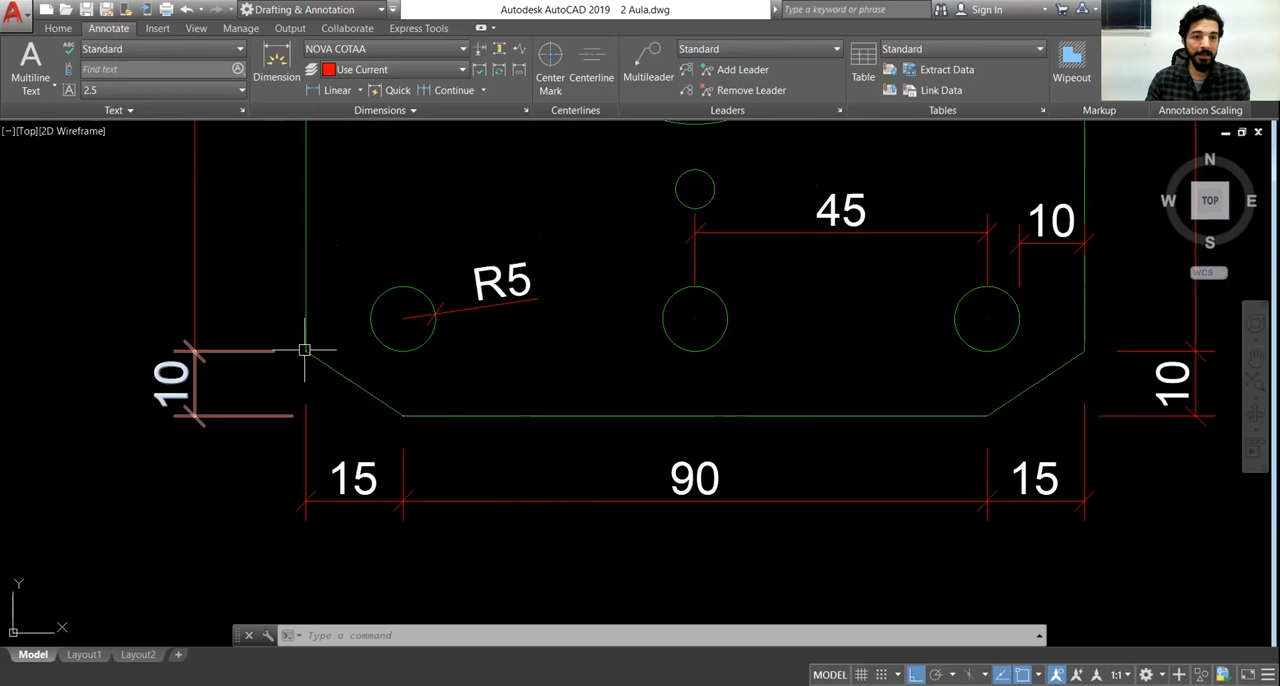 Drafting & Annotation
Autodesk AutoCAD 2019 2 Aula.dwg
Type a keyword or phrase
Sign In
Home Annotate Insert View Manage Output Collaborate Express Tools
A
Multiline
Text
ABC
Standard
Find text
2.5
Text
Dimension
NOVA COTAA
Use Current
Linear Quick Continue
Dimensions
Center
Mark
Centerline
Centerlines
Multileader
Standard
Add Leader
Remove Leader
Leaders
Table
Standard
Extract Data
Link Data
Tables
Wipeout
Markup
Annotation Scaling
[−][Top][2D Wireframe]
N
W TOP E
S
WCS
45
10
R5
10
10
15
90
15
Y
X
Type a command
Model Layout1 Layout2 +
MODEL
1:1